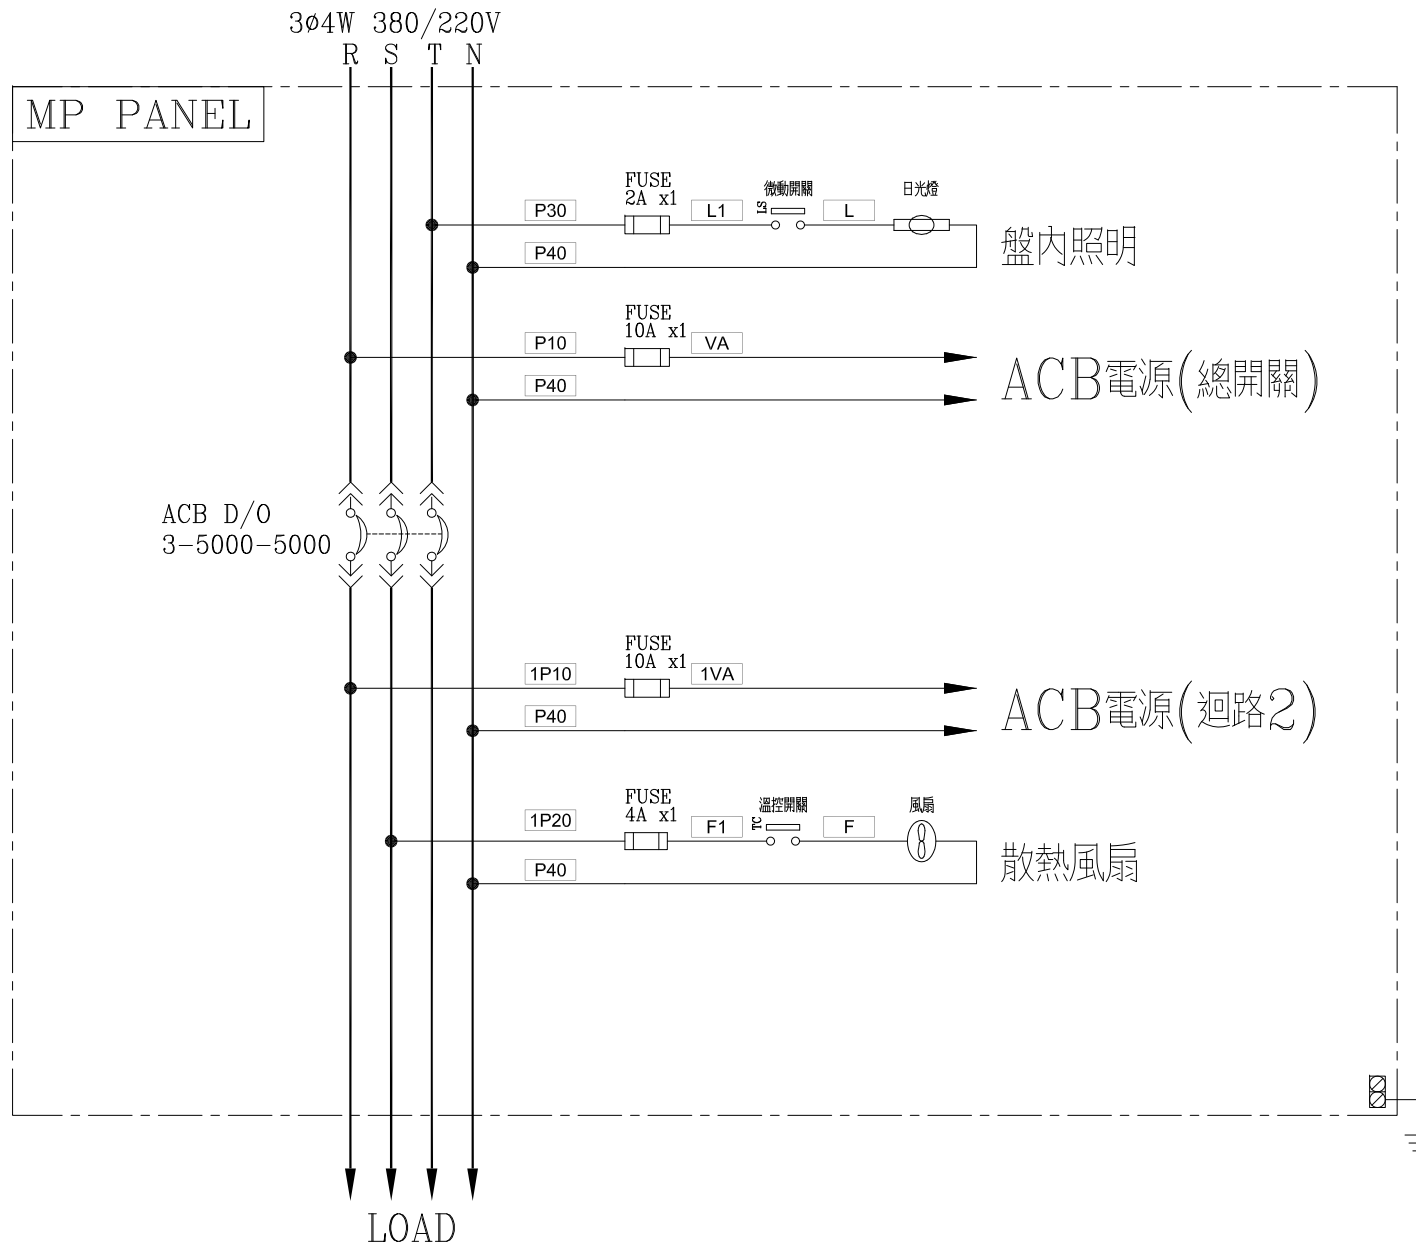 3ø4W 380/220V
R S T N
MP PANEL
FUSE
2A x1
微動開關
日光燈
P30
L1
LS
L
P40
盤內照明
FUSE
10A x1
P10
VA
P40
ACB電源(總開關)
ACB D/O
3-5000-5000
FUSE
10A x1
1P10
1VA
P40
ACB電源(迴路2)
FUSE
4A x1
溫控開關
風扇
1P20
F1
TC
F
P40
散熱風扇
LOAD